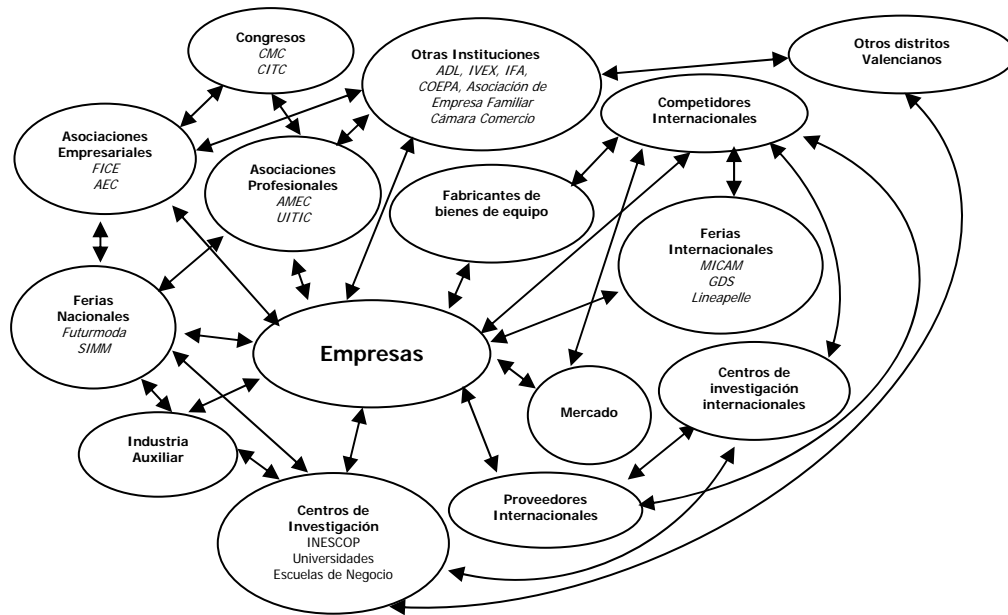 Congresos
CMC
CITC
Otras Instituciones
ADL, IVEX, IFA,
COEPA, Asociación de
Empresa Familiar
Cámara Comercio
Otros distritos
Valencianos
Competidores
Internacionales
Asociaciones
Empresariales
FICE
AEC
Asociaciones
Profesionales
AMEC
UITIC
Fabricantes de
bienes de equipo
Ferias
Internacionales
MICAM
GDS
Lineapelle
Ferias
Nacionales
Futurmoda
SIMM
Empresas
Centros de
investigación
internacionales
Mercado
Industria
Auxiliar
Proveedores
Internacionales
Centros de
Investigación
INESCOP
Universidades
Escuelas de Negocio